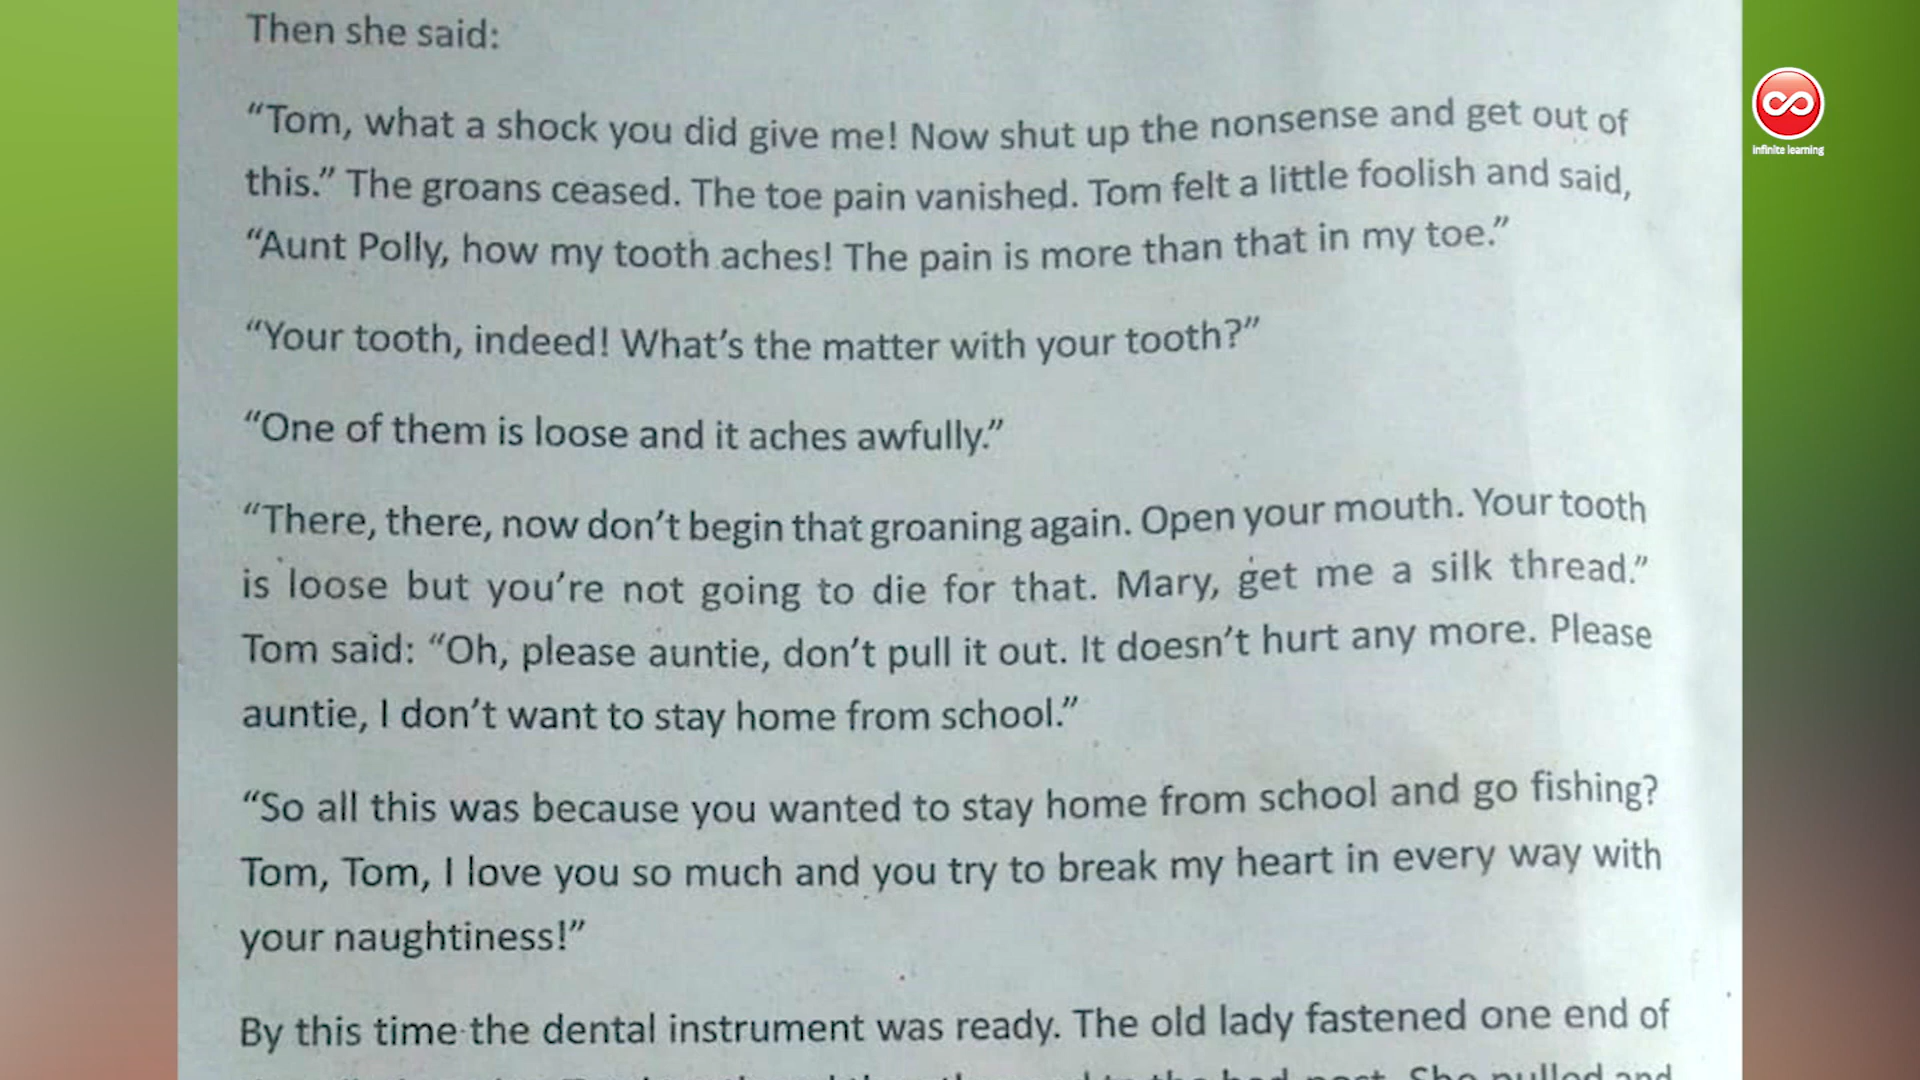 Then she said:
“Tom, what a shock you did give me! Now shut up the nonsense and get out of
this.” The groans ceased. The toe pain vanished. Tom felt a little foolish and said,
“Aunt Polly, how my tooth aches! The pain is more than that in my toe.”
“Your tooth, indeed! What’s the matter with your tooth?”
“One of them is loose and it aches awfully.”
“There, there, now don’t begin that groaning again. Open your mouth. Your tooth
is loose but you’re not going to die for that. Mary, get me a silk thread.”
Tom said: “Oh, please auntie, don’t pull it out. It doesn’t hurt any more. Please
auntie, I don’t want to stay home from school.”
“So all this was because you wanted to stay home from school and go fishing?
Tom, Tom, I love you so much and you try to break my heart in every way with
your naughtiness!”
By this time the dental instrument was ready. The old lady fastened one end of
bed post. She pulled and
infinite learning